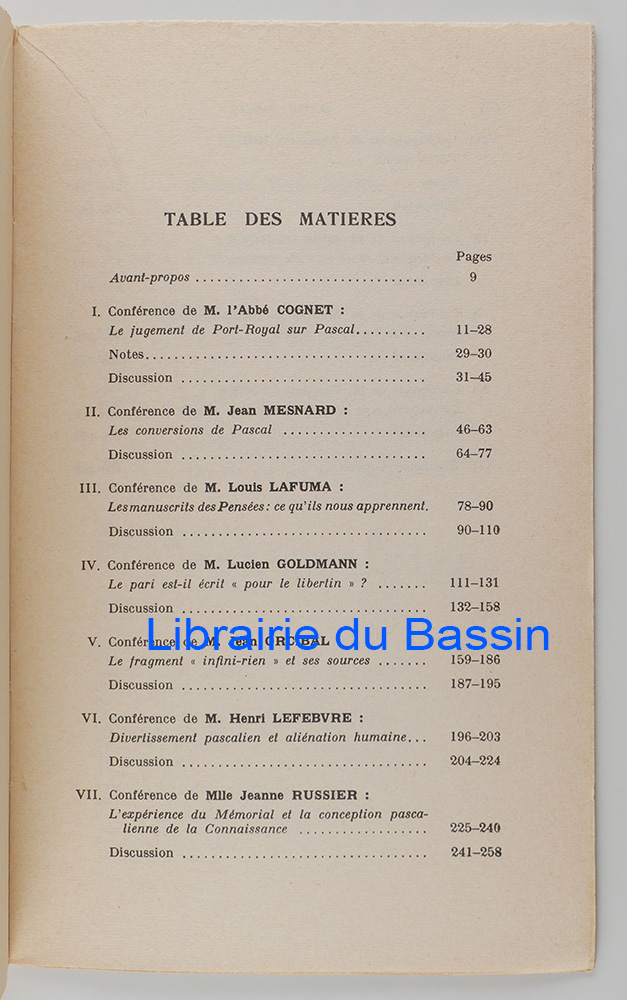 TABLE DES MATIERES
Pages
Avant-propos ................................ 9
I. Conférence de M. l'Abbé COGNET :
Le jugement de Port-Royal sur Pascal.......... 11-28
Notes....................................... 29-30
Discussion .................................. 31-45
II. Conférence de M. Jean MESNARD :
Les conversions de Pascal .................... 46-63
Discussion .................................. 64-77
III. Conférence de M. Louis LAFUMA :
Les manuscrits des Pensées : ce qu'ils nous apprennent. 78-90
Discussion .................................. 90-110
IV. Conférence de M. Lucien GOLDMANN :
Le pari est-il écrit « pour le libertin » ? ....... 111-131
Discussion .................................. 132-158
Librairie du Bassin
V. Conférence de M. Jean ORCIBAL
Le fragment « infini-rien » et ses sources ....... 159-186
Discussion .................................. 187-195
VI. Conférence de M. Henri LEFEBVRE :
Divertissement pascalien et aliénation humaine... 196-203
Discussion .................................. 204-224
VII. Conférence de Mlle Jeanne RUSSIER :
L'expérience du Mémorial et la conception pasca-
lienne de la Connaissance .................. 225-240
Discussion .................................. 241-258